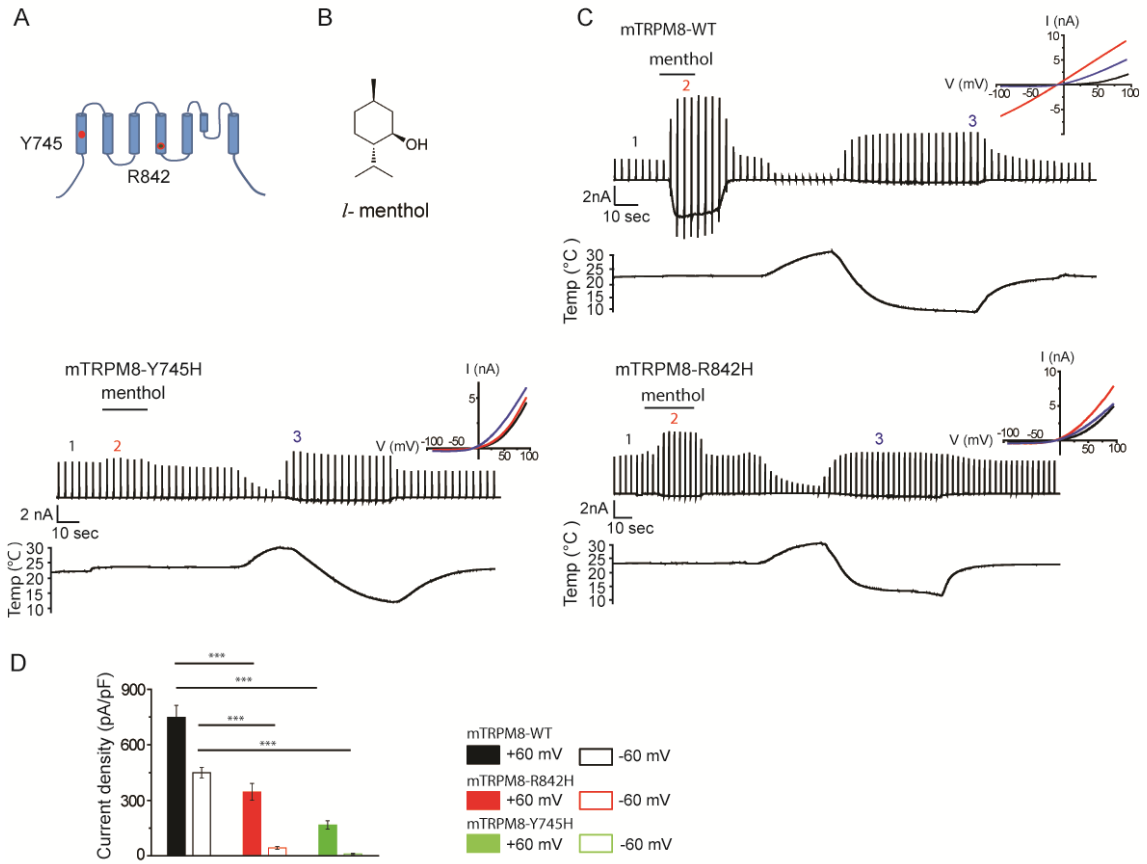 A
Y745
R842
B
OH
l- menthol
C
mTRPM8-WT
menthol
1
2
3
2nA
10 sec
I (nA)
10
5
V (mV)
-100 -50 50 100
Temp (°C )
30
25
20
15
10
mTRPM8-Y745H
menthol
1
2
3
2 nA
10 sec
I (nA)
5
V (mV)
-100 -50 50 100
Temp (°C)
30
25
20
15
10
mTRPM8-R842H
menthol
1
2
3
2nA
10 sec
I (nA)
10
5
V (mV)
-100 -50 50 100
Temp (°C )
30
25
20
15
10
D
Current density (pA/pF)
900
600
300
0
***
***
***
***
mTRPM8-WT
+60 mV -60 mV
mTRPM8-R842H
+60 mV -60 mV
mTRPM8-Y745H
+60 mV -60 mV